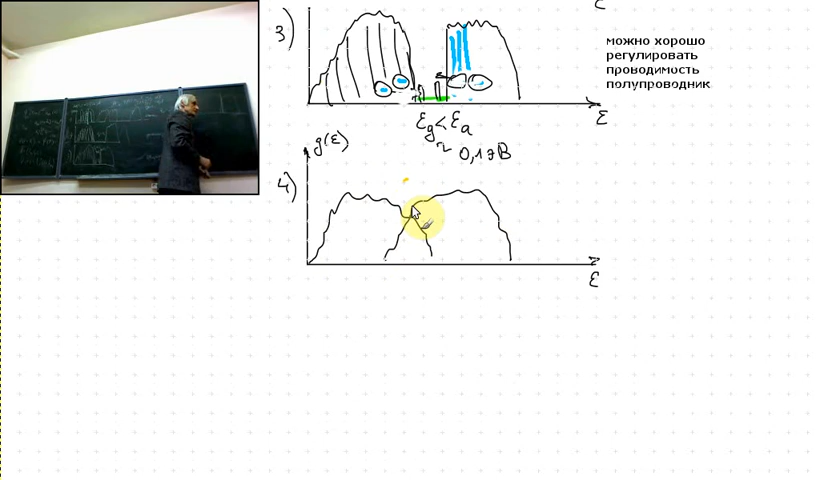 3)
можно хорошо
регулировать
проводимость
полупроводник
ε
εg < εa
~ 0,1 эВ
g(ε)
4)
ε